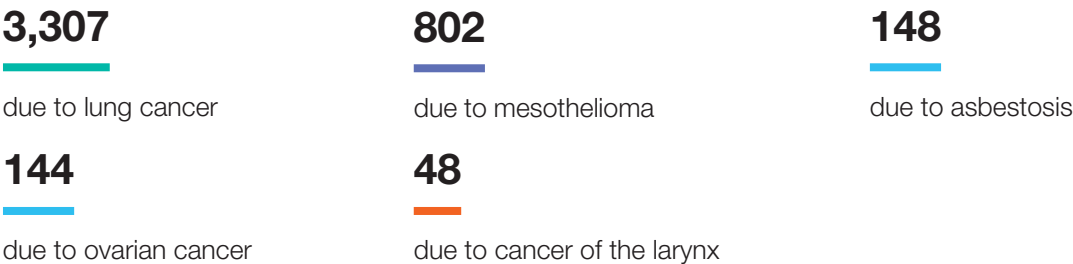 3,307
due to lung cancer
802
due to mesothelioma
148
due to asbestosis
144
due to ovarian cancer
48
due to cancer of the larynx